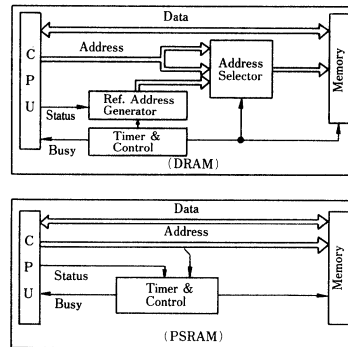 Data
C
P
U
Address
Address
Selector
Memory
Ref. Address
Generator
Status
Timer &
Control
Busy
(DRAM)
Data
C
P
U
Address
Memory
Status
Timer &
Control
Busy
(PSRAM)